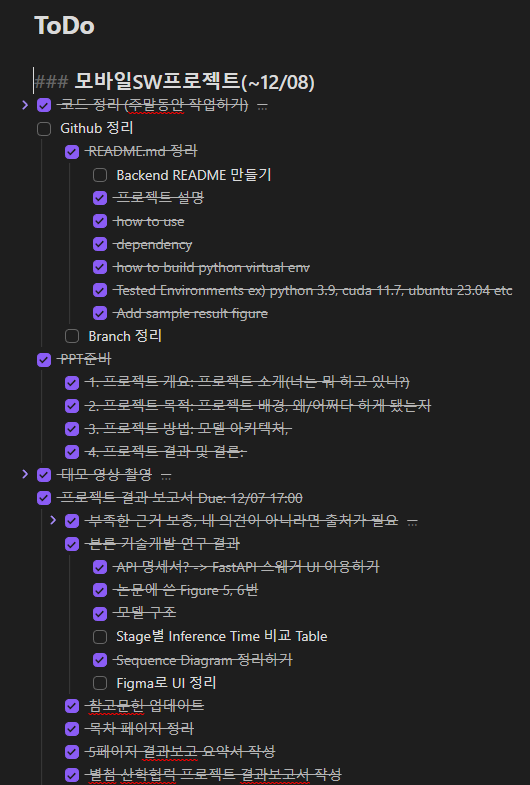 ToDo
### 모바일SW프로젝트(~12/08)
코드 정리 (주말동안 작업하기) ...
Github 정리
README.md 정리
Backend README 만들기
프로젝트 설명
how to use
dependency
how to build python virtual env
Tested Environments ex) python 3.9, cuda 11.7, ubuntu 23.04 etc
Add sample result figure
Branch 정리
PPT준비
1. 프로젝트 개요: 프로젝트 소개(너는 뭐 하고 있니?)
2. 프로젝트 목적: 프로젝트 배경, 왜/어쩌다 하게 됐는지
3. 프로젝트 방법: 모델 아키텍처,
4. 프로젝트 결과 및 결론:
데모 영상 촬영 ...
프로젝트 결과 보고서 Due: 12/07 17:00
부족한 근거 보충, 내 의견이 아니라면 출처가 필요 ...
본론 기술개발 연구 결과
API 명세서? -> FastAPI 스웨거 UI 이용하기
논문에 쓴 Figure 5, 6번
모델 구조
Stage별 Inference Time 비교 Table
Sequence Diagram 정리하기
Figma로 UI 정리
참고문헌 업데이트
목차 페이지 정리
5페이지 결과보고 요약서 작성
별첨 산학협력 프로젝트 결과보고서 작성